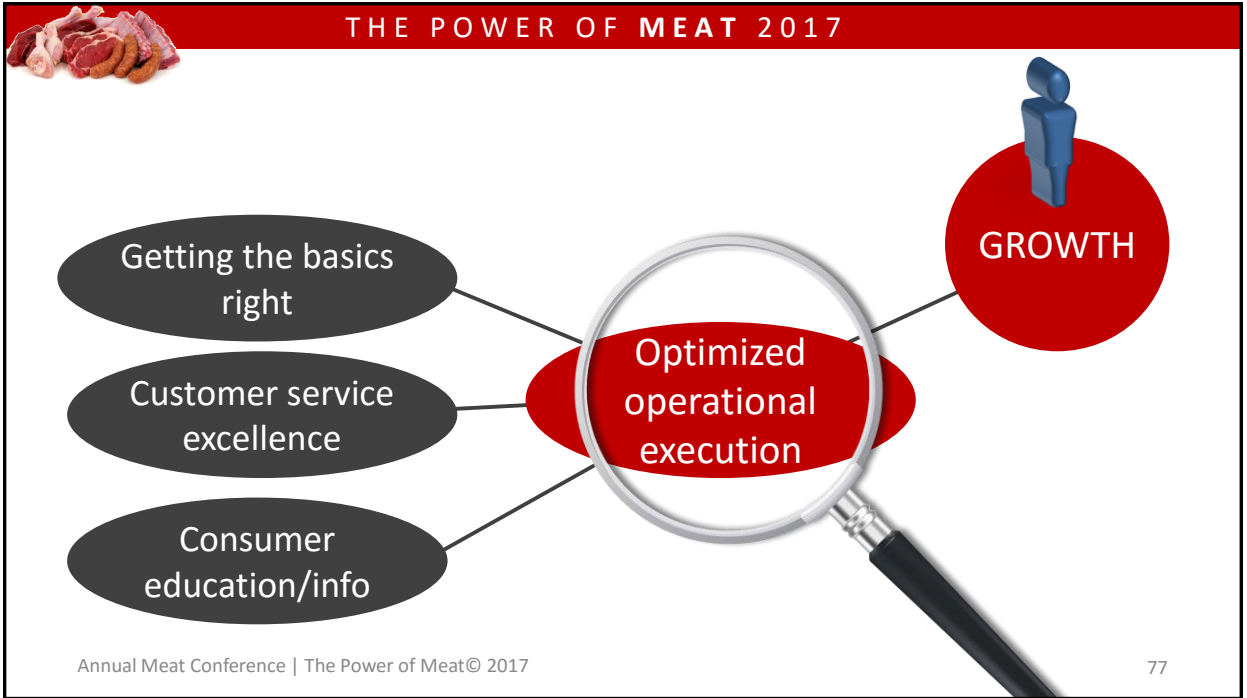 THE POWER OF MEAT 2017
GROWTH
Getting the basics
right
Customer service
excellence
Consumer
education/info
Optimized
operational
execution
Annual Meat Conference | The Power of Meat© 2017
77